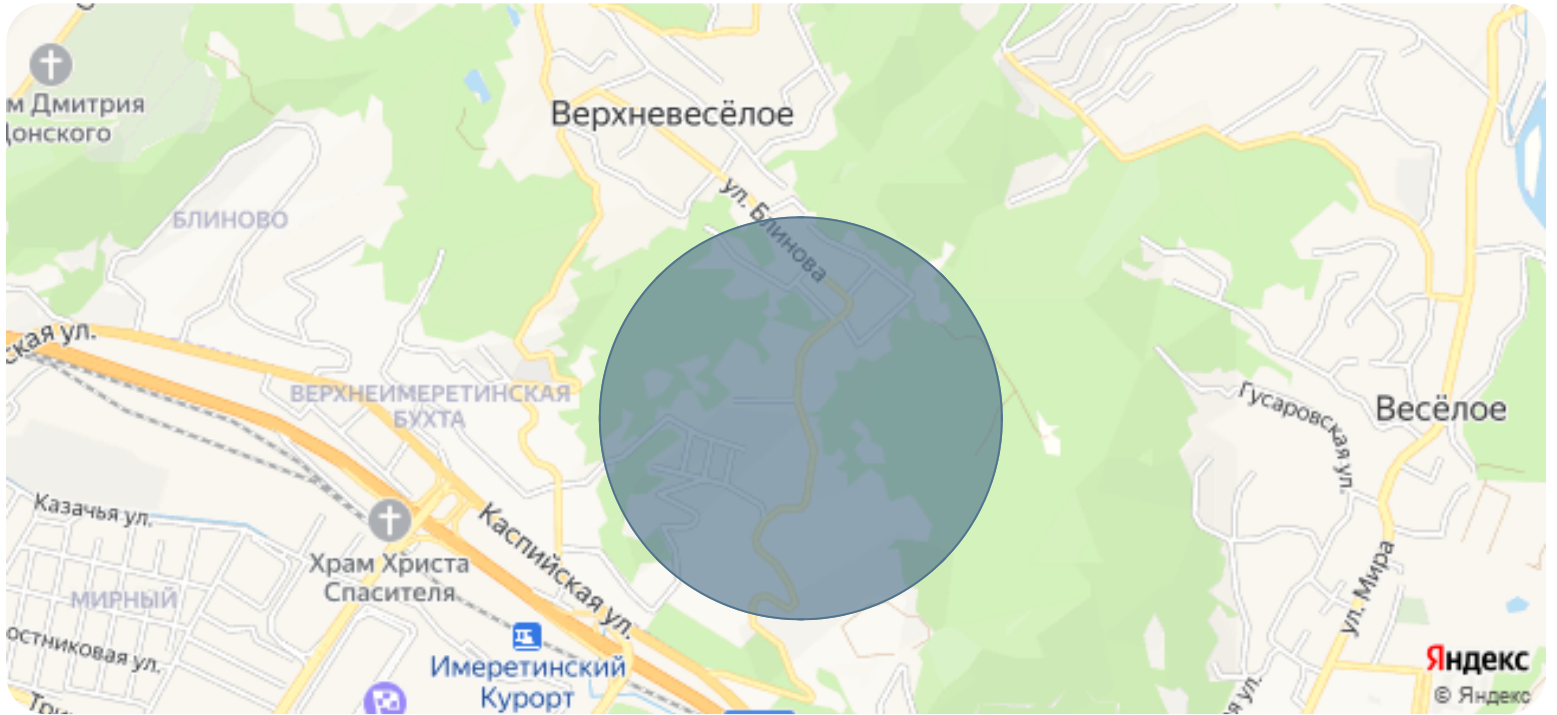 м Дмитрия
Донского
Верхневесёлое
ул. Блинова
БЛИНОВО
ская ул.
ВЕРХНЕИМЕРЕТИНСКАЯ
БУХТА
Гусаровская ул.
Весёлое
Казачья ул.
Каспийская ул.
Храм Христа
Спасителя
МИРНЫЙ
ул. Мира
остниковая ул.
Имеретинский
Курорт
Яндекс
© Яндекс
я ул.